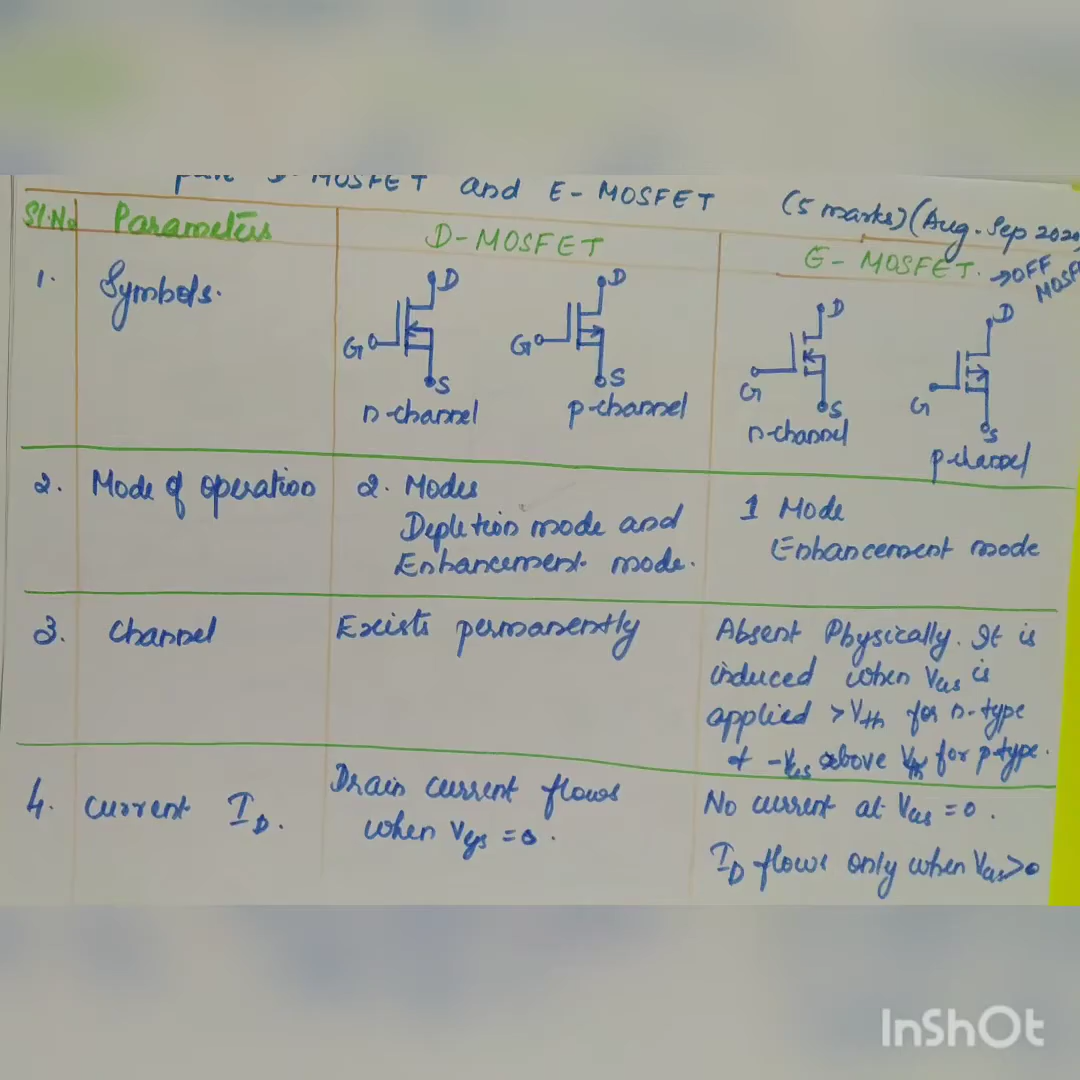 D-MOSFET and E-MOSFET (5 marks) (Aug-Sep 2020
Sl.No Parameters D-MOSFET E-MOSFET. →OFF MOSF
1. Symbols.
D D D D
G G G G
S S S S
n-channel p-channel n-channel p-channel
2. Mode of operation 2. Modes 1 Mode
Depletion mode and Enhancement mode
Enhancement mode.
3. Channel Exists permanently Absent Physically. It is
induced when VGS is
applied >Vth for n-type
& -VGS above Vth for p-type.
4. Current ID. Drain current flows No current at VGS =0.
when VGS =0. ID flows only when VGS>0
InShOt